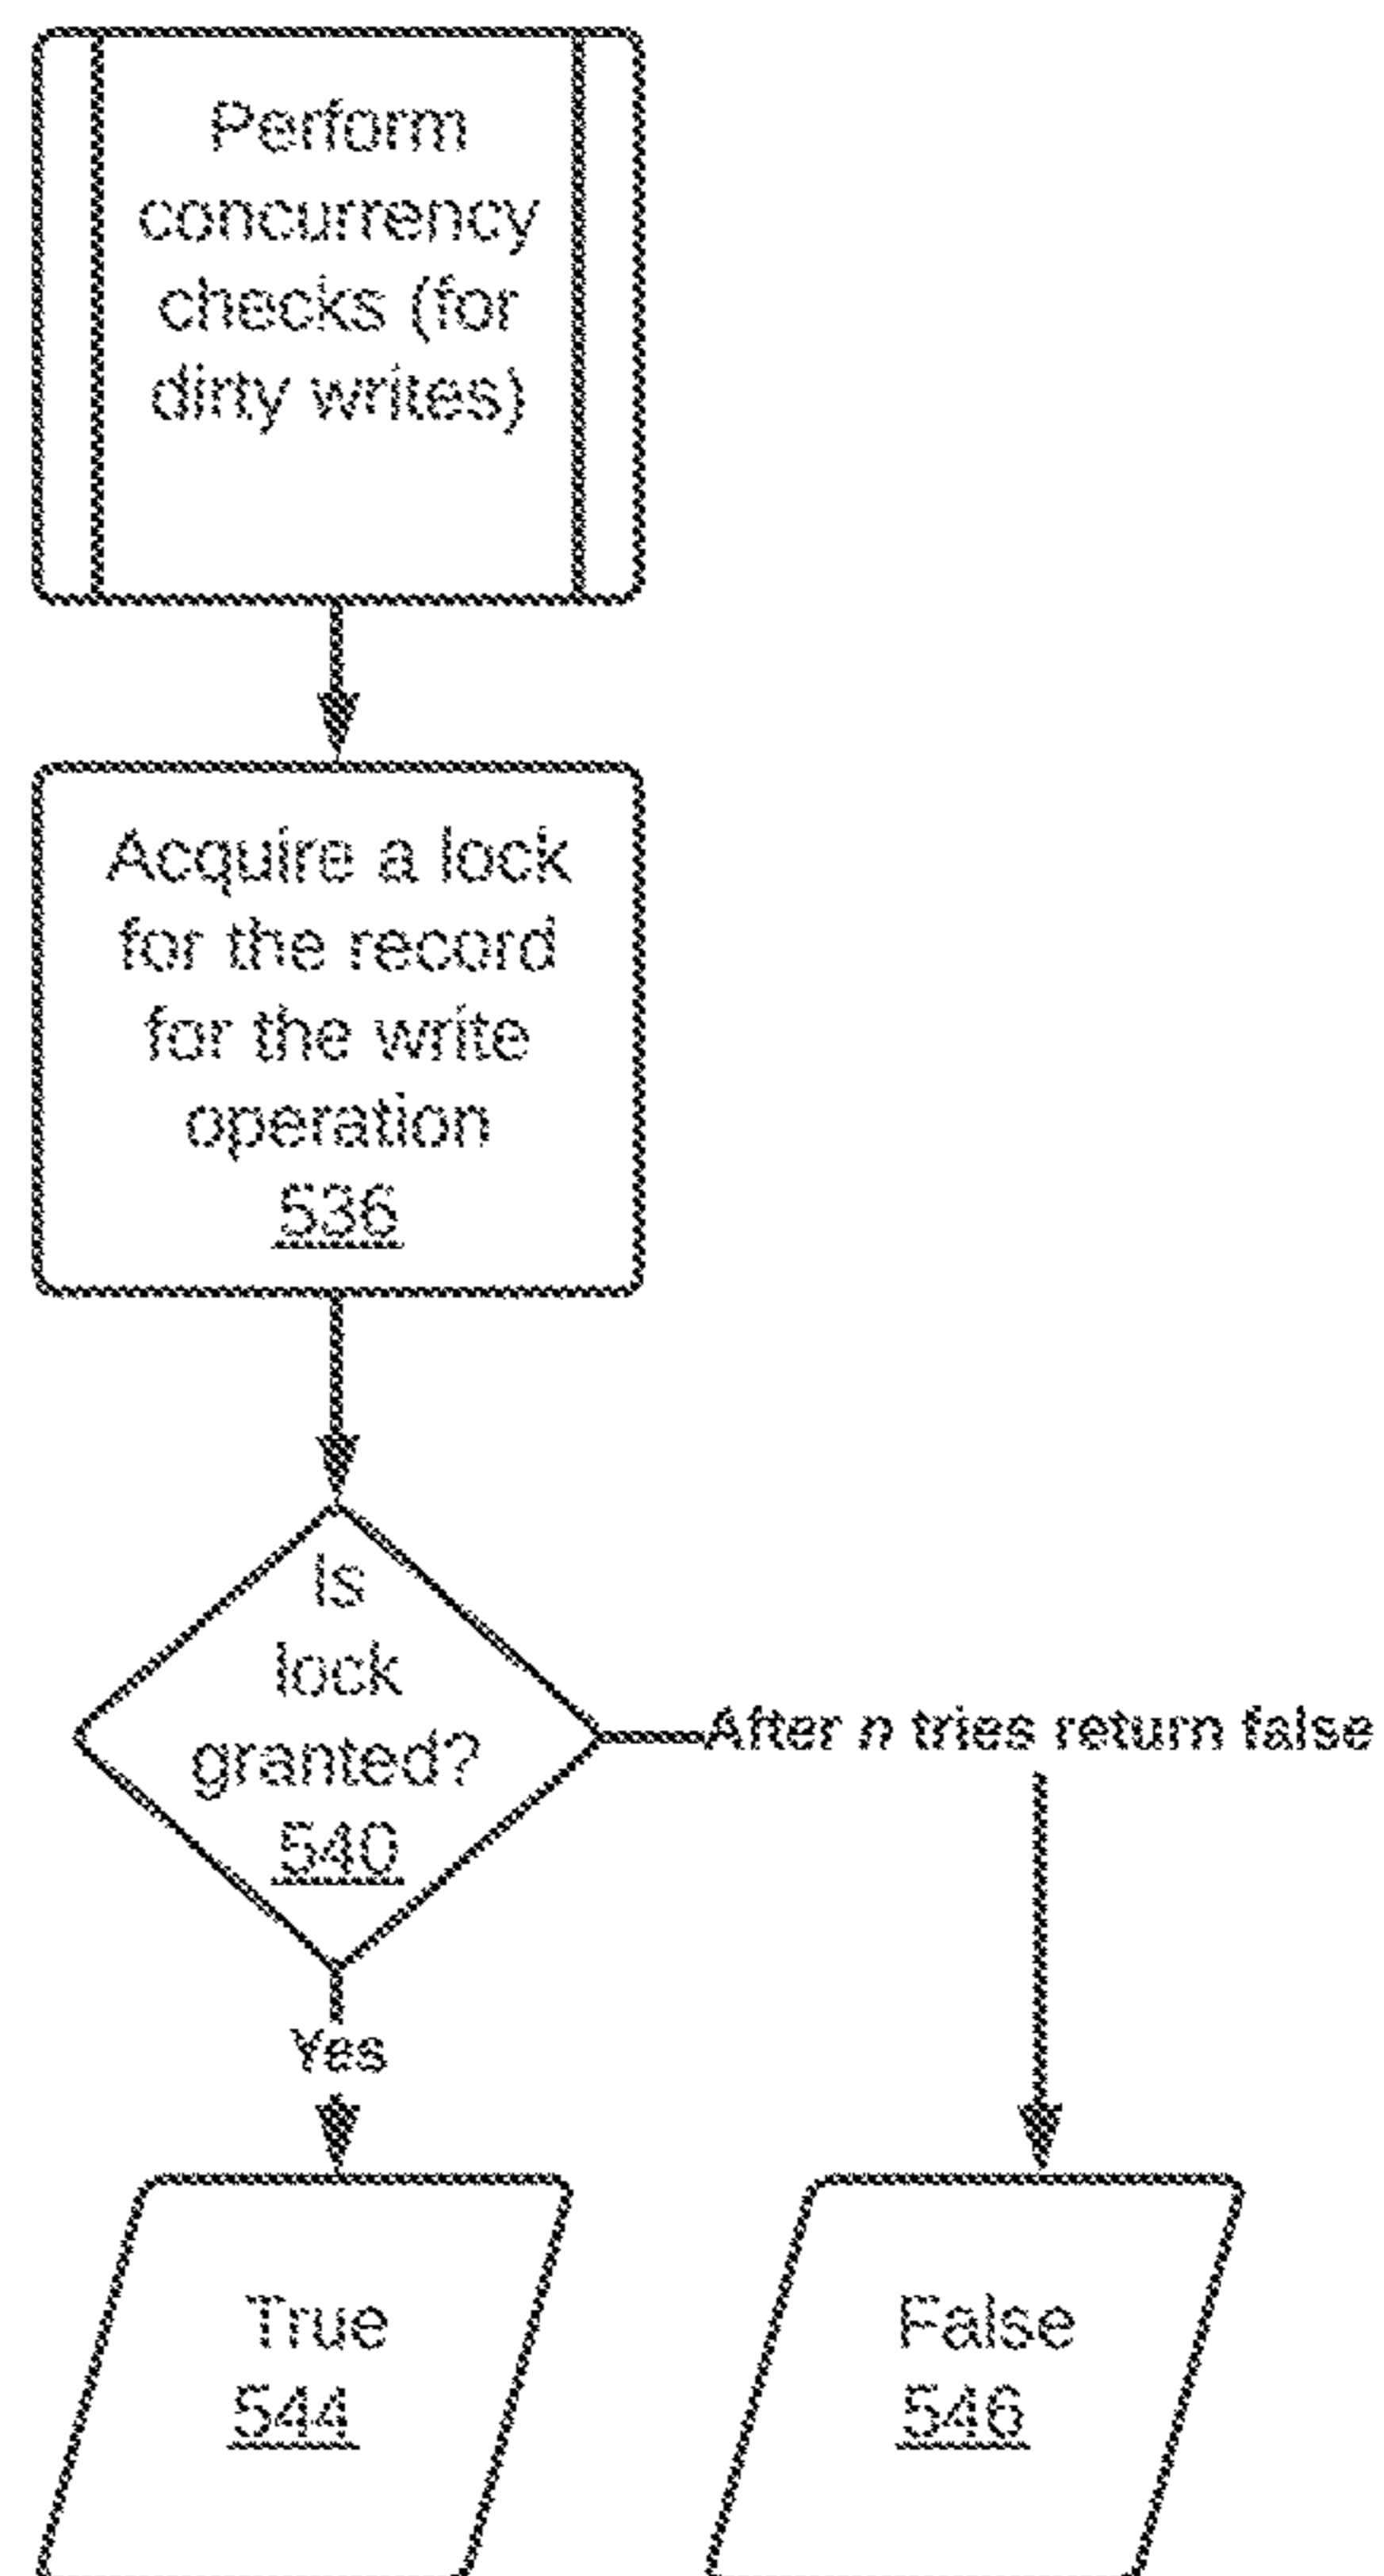 Perform
concurrency
checks (for
dirty writes)
Acquire a lock
for the record
for the write
operation
536
Is
lock
granted?
540
After n tries return false
Yes
True
544
False
546